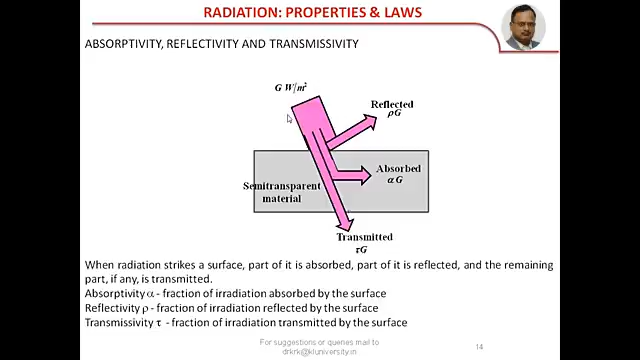 RADIATION: PROPERTIES & LAWS
ABSORPTIVITY, REFLECTIVITY AND TRANSMISSIVITY
G W/m²
Reflected
ρG
Absorbed
α G
Semitransparent
material
Transmitted
τG
When radiation strikes a surface, part of it is absorbed, part of it is reflected, and the remaining
part, if any, is transmitted.
Absorptivity α - fraction of irradiation absorbed by the surface
Reflectivity ρ - fraction of irradiation reflected by the surface
Transmissivity τ - fraction of irradiation transmitted by the surface
For suggestions or queries mail to
drkrk@kluniversity.in
14